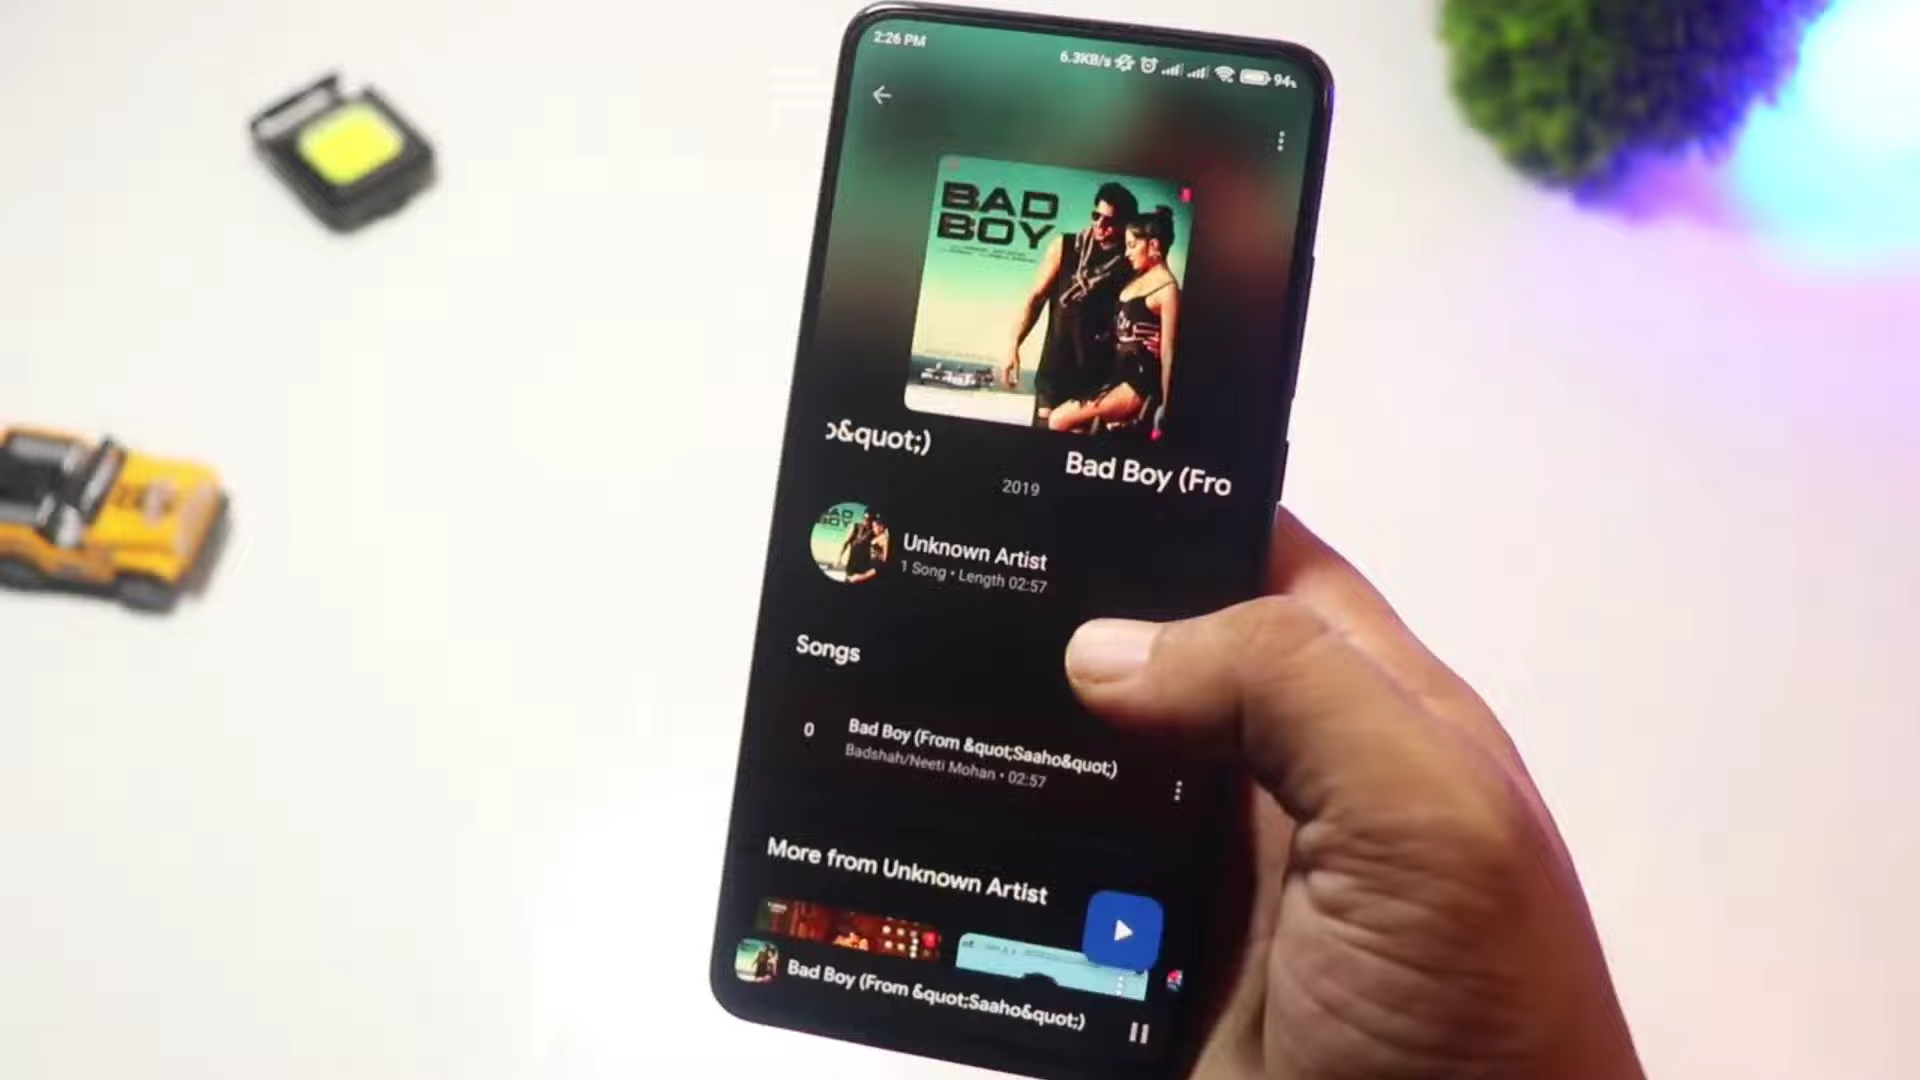 2:26 PM
6.3KB/s
94%
BAD
BOY
o&quot;)
Bad Boy (Fro
2019
Unknown Artist
1 Song • Length 02:57
Songs
0
Bad Boy (From &quot;Saaho&quot;)
Badshah/Neeti Mohan • 02:57
More from Unknown Artist
Bad Boy (From &quot;Saaho&quot;)